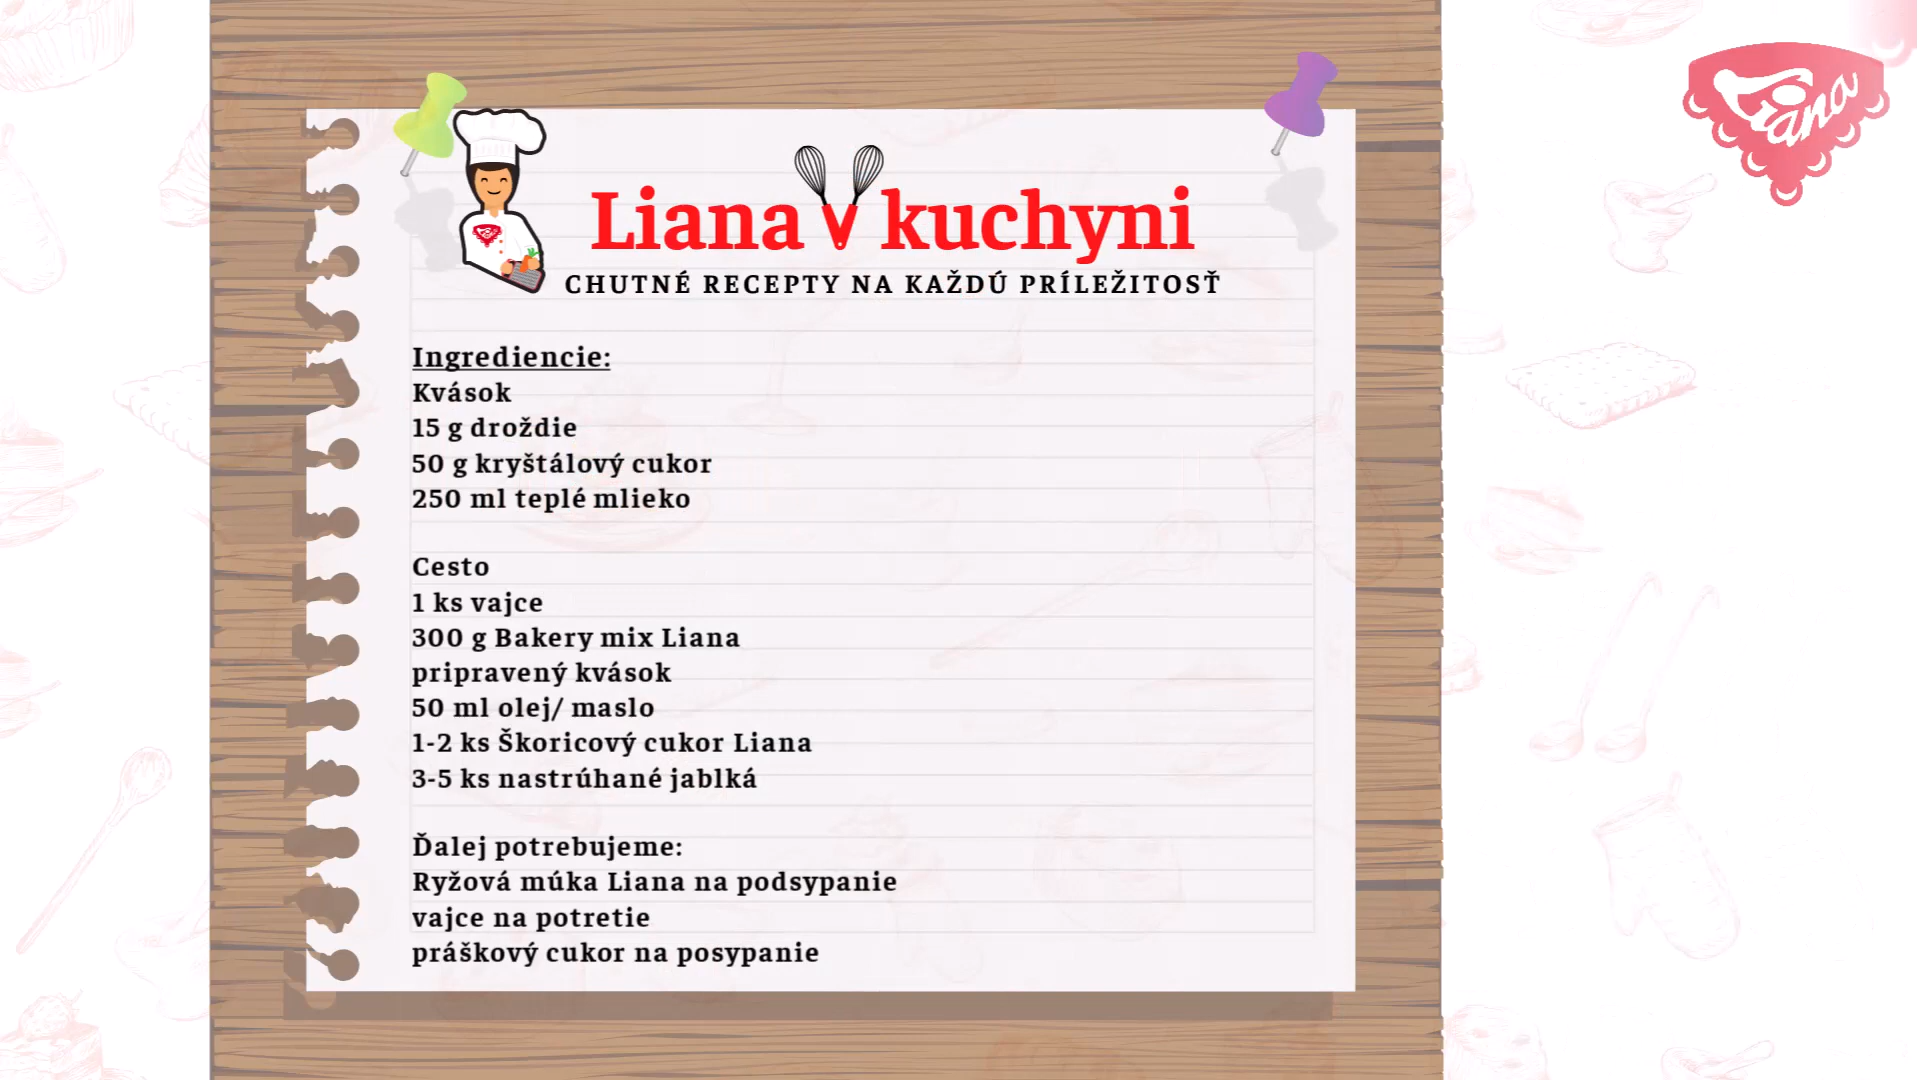 Liana
Liana v kuchyni
CHUTNÉ RECEPTY NA KAŽDÚ PRÍLEŽITOSŤ
Ingrediencie:
Kvások
15 g droždie
50 g kryštálový cukor
250 ml teplé mlieko
Cesto
1 ks vajce
300 g Bakery mix Liana
pripravený kvások
50 ml olej/ maslo
1-2 ks Škoricový cukor Liana
3-5 ks nastrúhané jablká
Ďalej potrebujeme:
Ryžová múka Liana na podsypanie
vajce na potretie
práškový cukor na posypanie